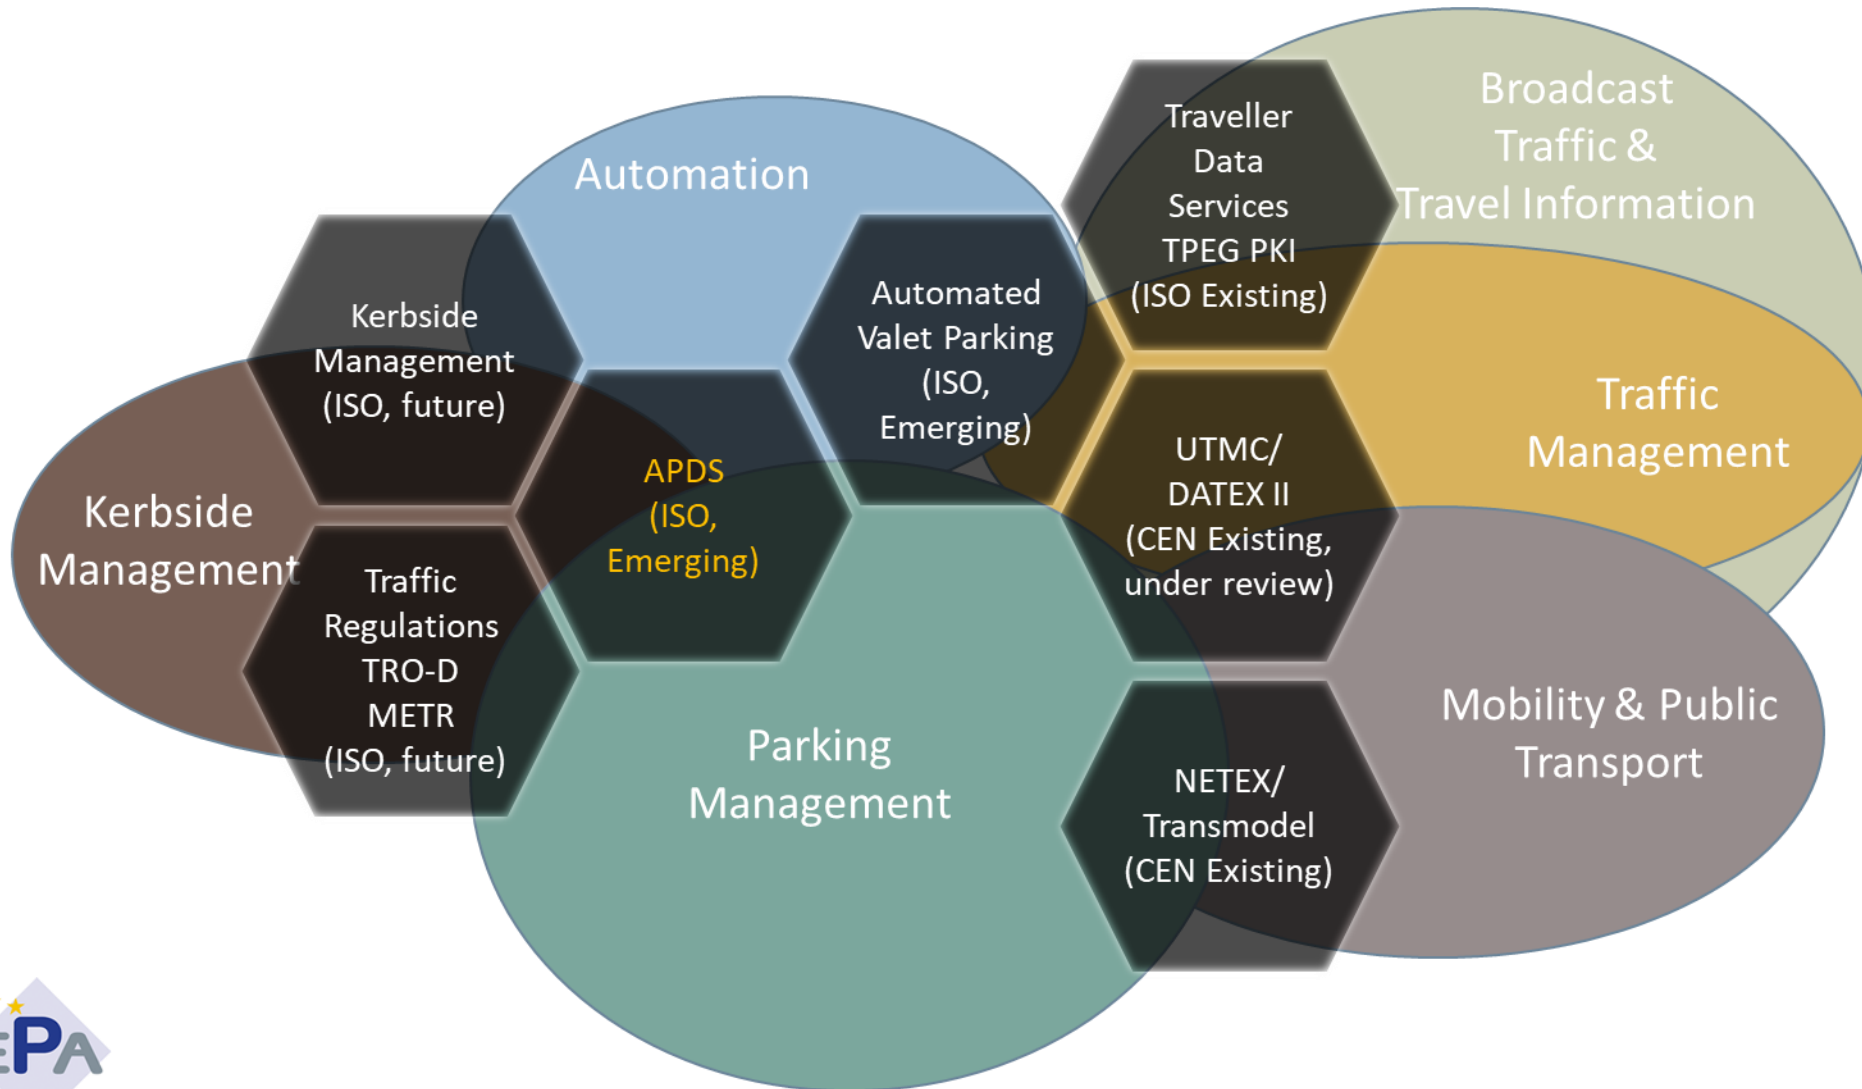 Broadcast
Traffic &
Travel Information
Traveller
Data
Services
TPEG PKI
(ISO Existing)
Automation
Automated
Valet Parking
(ISO,
Emerging)
Kerbside
Management
(ISO, future)
Traffic
Management
APDS
(ISO,
Emerging)
UTMC/
DATEX II
(CEN Existing,
under review)
Kerbside
Management
Traffic
Regulations
TRO-D
METR
(ISO, future)
Parking
Management
Mobility & Public
Transport
NETEX/
Transmodel
(CEN Existing)
EPA